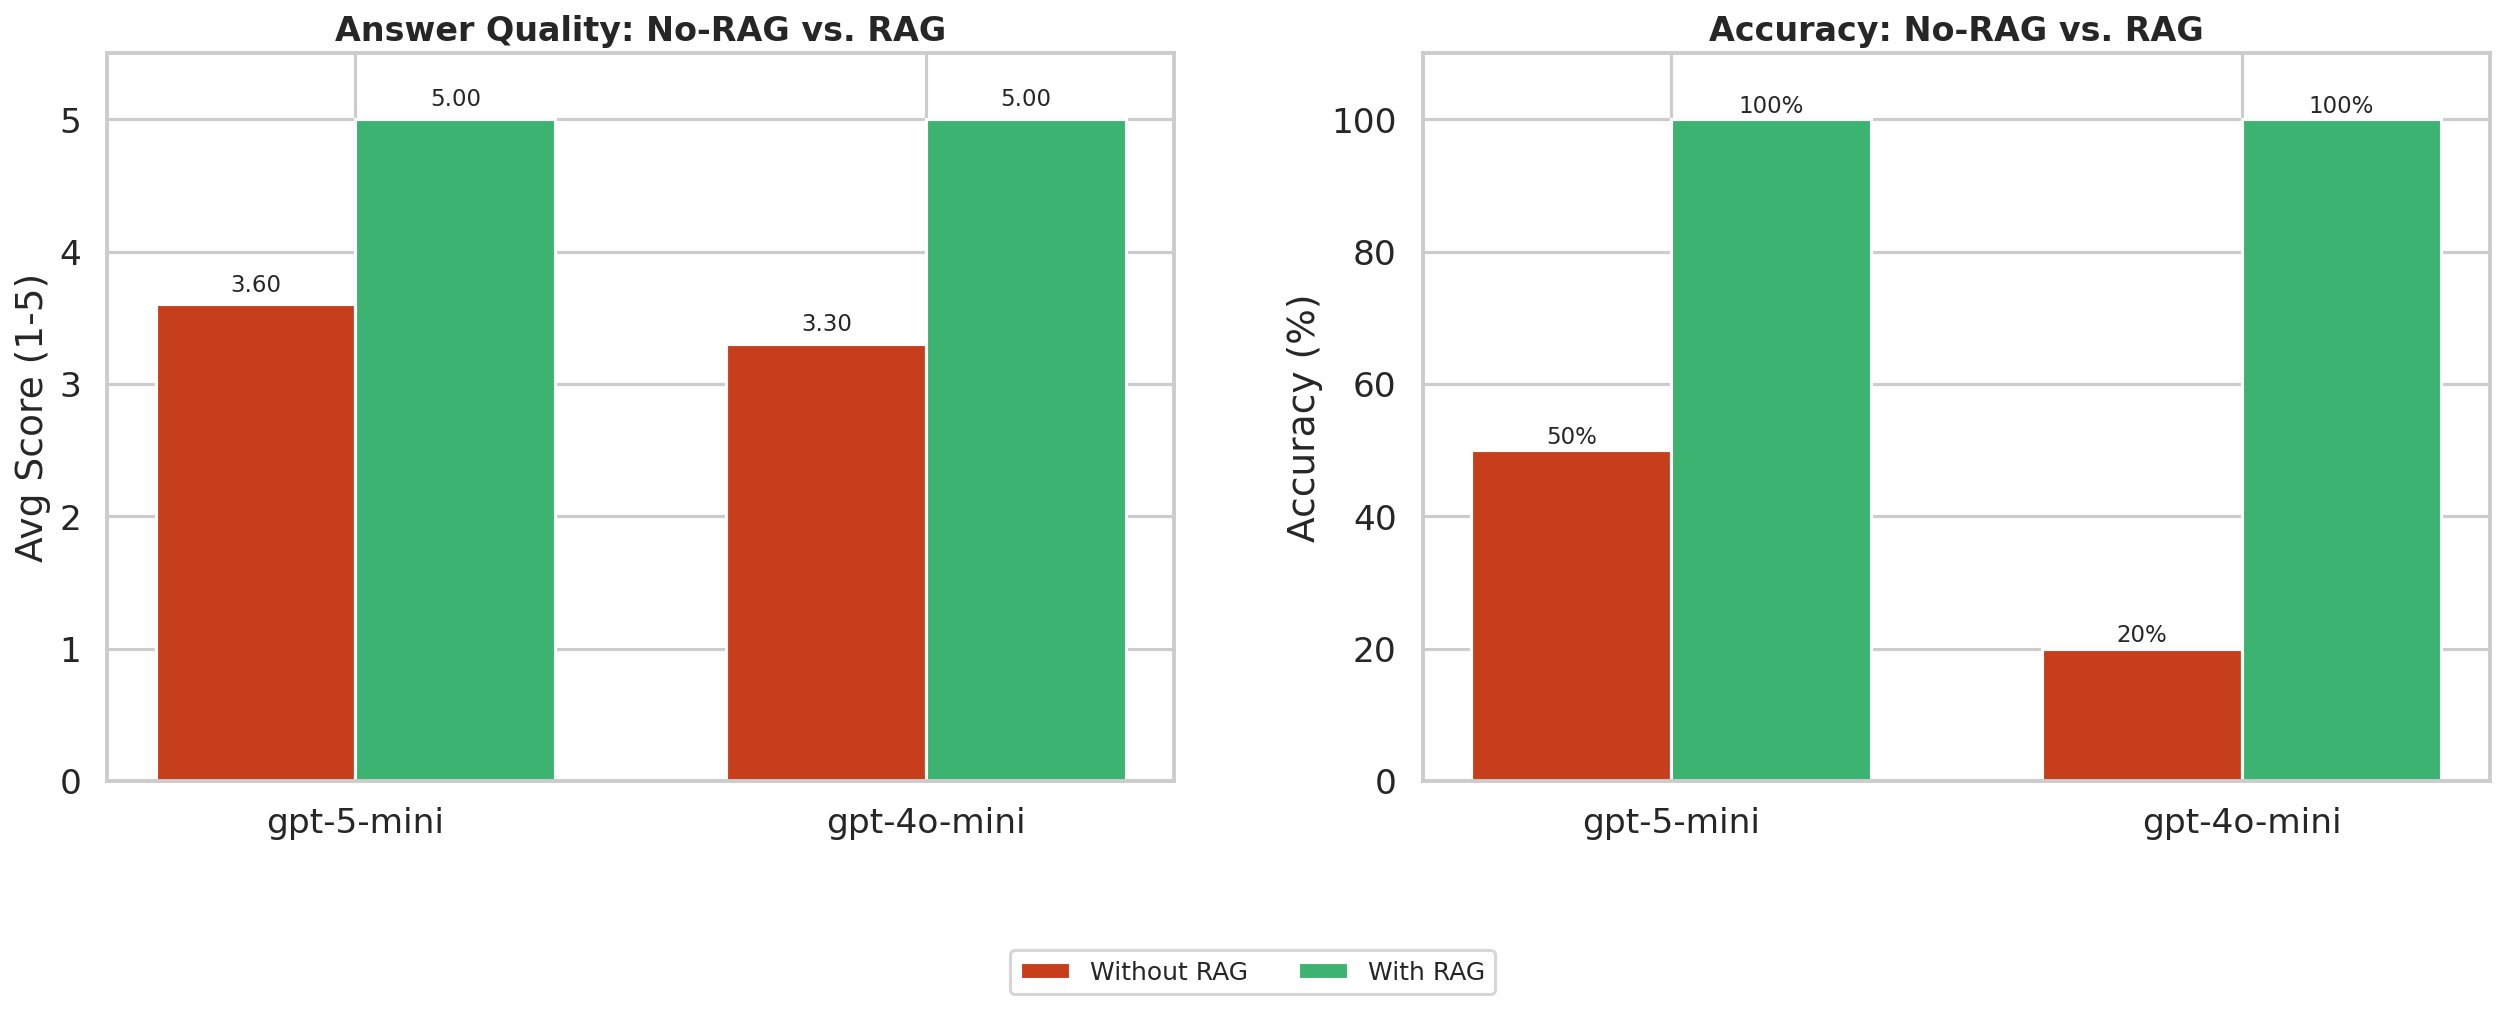 Answer Quality: No-RAG vs. RAG
Avg Score (1-5)
5
4
3
2
1
0
3.60
5.00
3.30
5.00
gpt-5-mini
gpt-4o-mini
Accuracy: No-RAG vs. RAG
Accuracy (%)
100
80
60
40
20
0
50%
100%
20%
100%
gpt-5-mini
gpt-4o-mini
Without RAG
With RAG